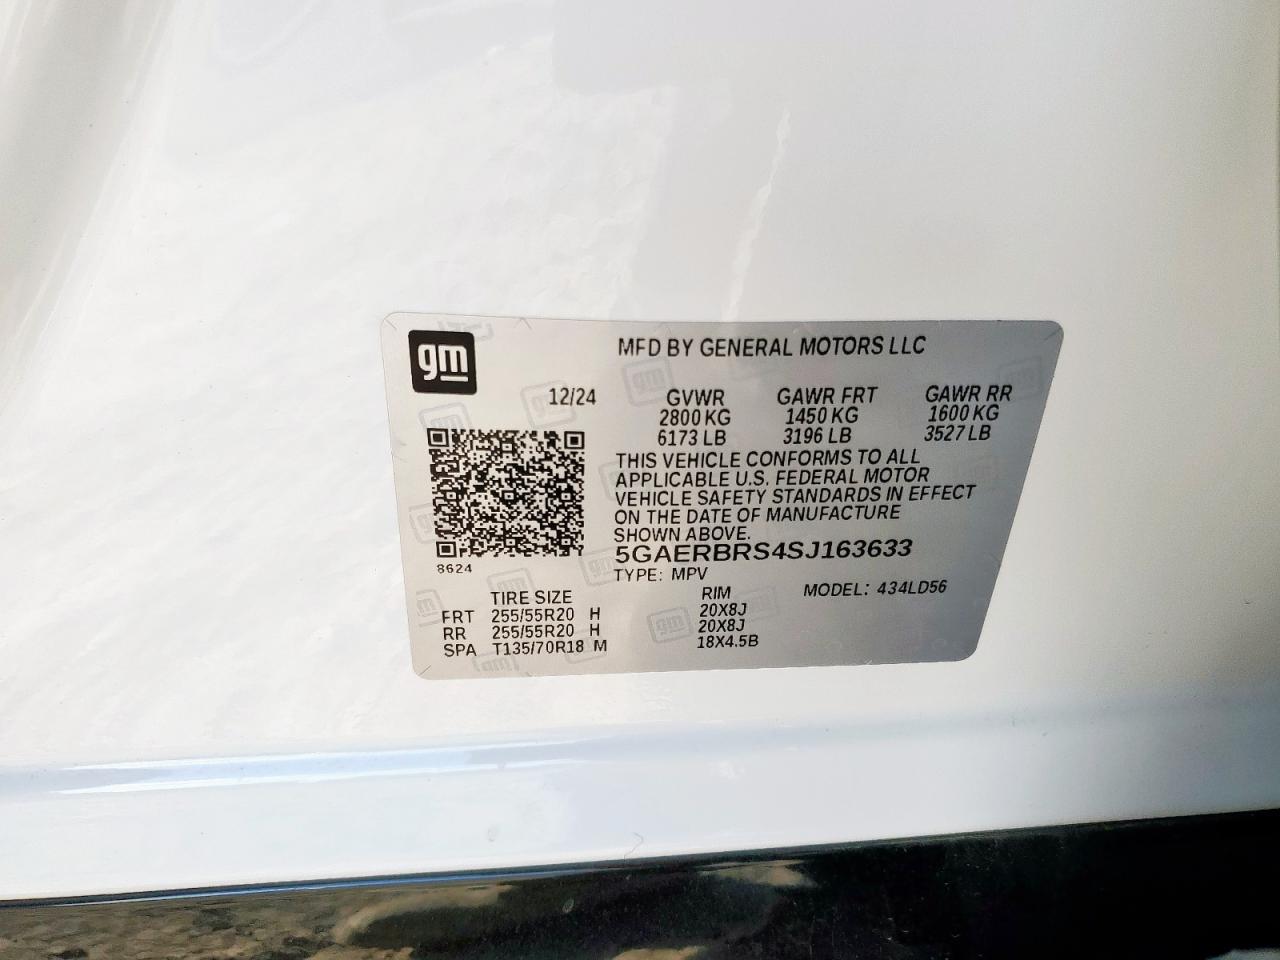 gm
MFD BY GENERAL MOTORS LLC
12/24 GVWR GAWR FRT GAWR RR
2800 KG 1450 KG 1600 KG
6173 LB 3196 LB 3527 LB
THIS VEHICLE CONFORMS TO ALL
APPLICABLE U.S. FEDERAL MOTOR
VEHICLE SAFETY STANDARDS IN EFFECT
ON THE DATE OF MANUFACTURE
SHOWN ABOVE.
5GAERBRS4SJ163633
8624
TYPE: MPV MODEL: 434LD56
TIRE SIZE RIM
FRT 255/55R20 H 20X8J
RR 255/55R20 H 20X8J
SPA T135/70R18 M 18X4.5B